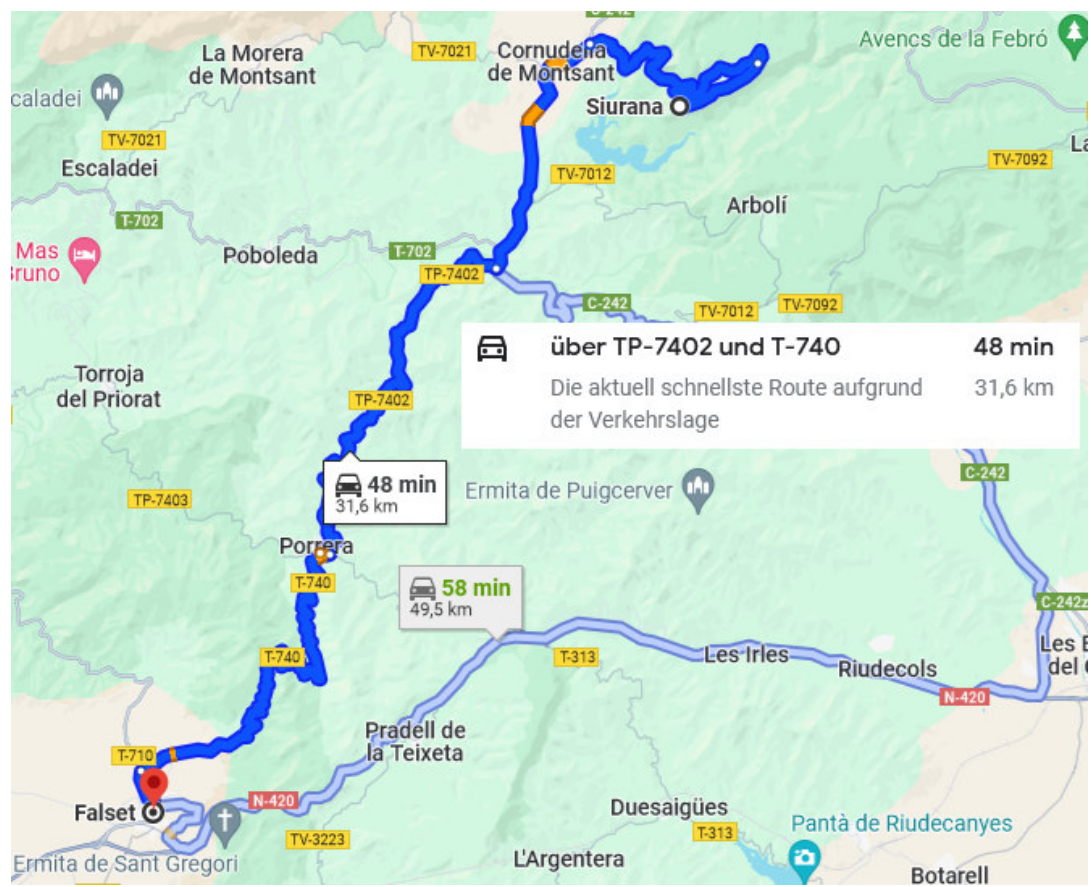 C-242
TV-7021
La Morera
de Montsant
Cornudella
de Montsant
Avencs de la Febró
caladei
Siurana
TV-7021
Escaladei
TV-7012
TV-7092
La
T-702
Arbolí
Mas
Bruno
Poboleda
T-702
TP-7402
C-242
TV-7012
TV-7092
über TP-7402 und T-740
48 min
Die aktuell schnellste Route aufgrund
der Verkehrslage
31,6 km
Torroja
del Priorat
TP-7402
C-242
48 min
31,6 km
Ermita de Puigcerver
TP-7403
Porrera
T-740
58 min
49,5 km
C-242z
T-740
T-313
Les Irles
Riudecols
Les B
del C
N-420
Pradell de
la Teixeta
T-710
Falset
N-420
Duesaigües
T-313
Pantà de Riudecanyes
TV-3223
Ermita de Sant Gregori
L'Argentera
Botarell